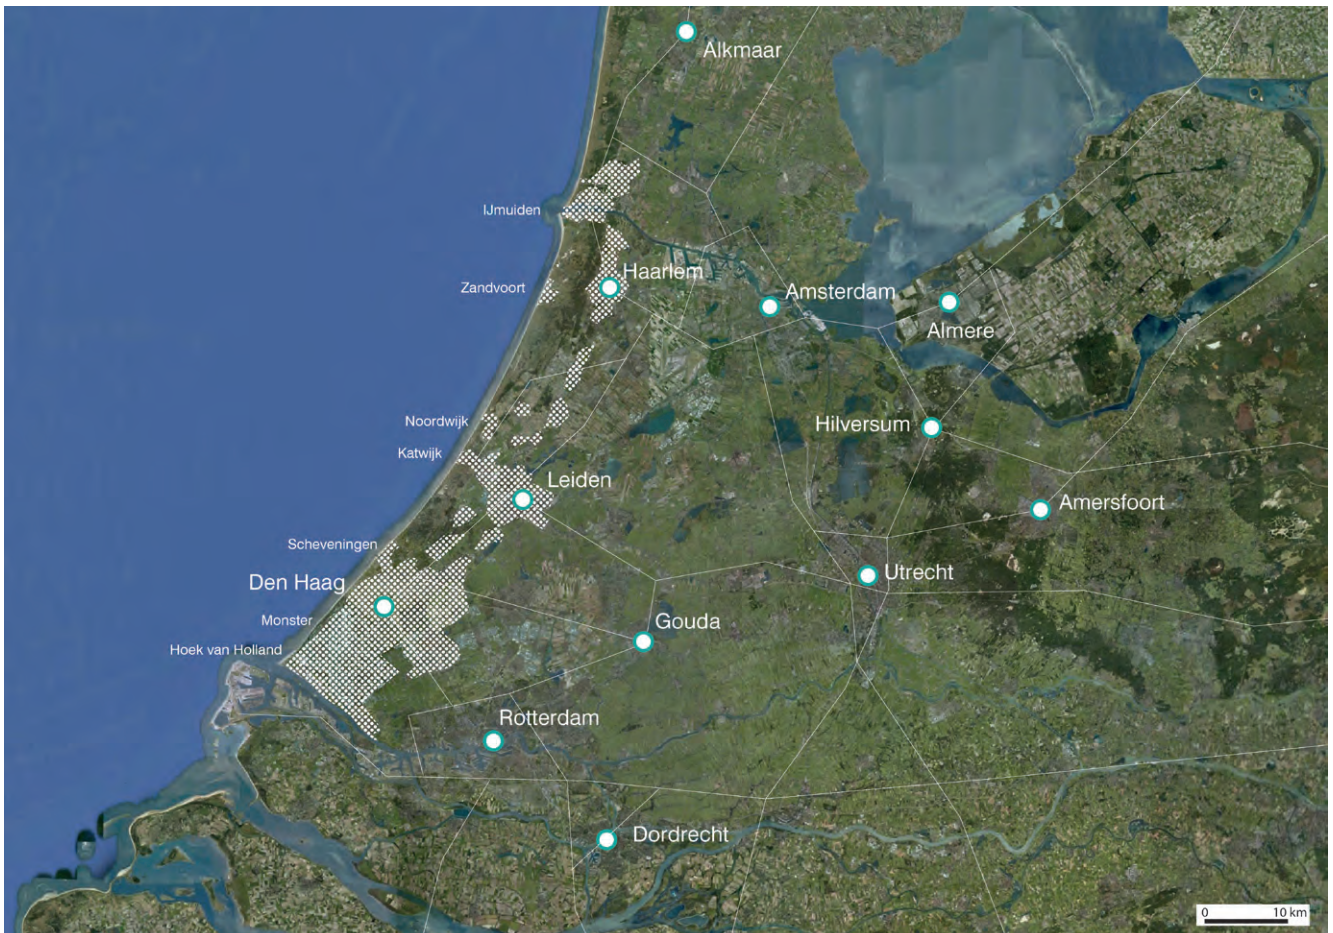 Alkmaar
IJmuiden
Haarlem
Zandvoort
Amsterdam
Almere
Noordwijk
Hilversum
Katwijk
Leiden
Amersfoort
Scheveningen
Den Haag
Utrecht
Monster
Gouda
Hoek van Holland
Rotterdam
Dordrecht
0 10 km